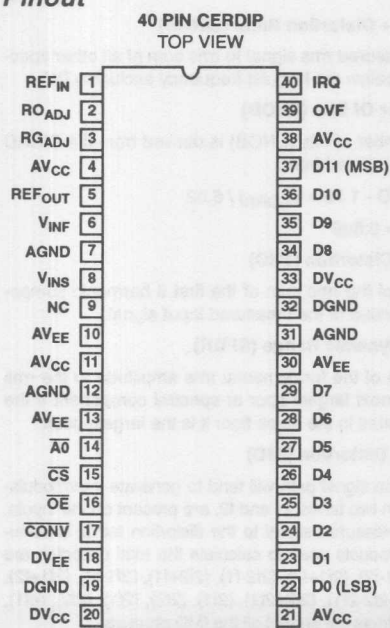 Pinout
40 PIN CERDIP
TOP VIEW
REFIN 1
ROADJ 2
RGADJ 3
AVCC 4
REFOUT 5
VINF 6
AGND 7
VINS 8
NC 9
AVEE 10
AVCC 11
AGND 12
AVEE 13
A0 14
CS 15
OE 16
CONV 17
DVEE 18
DGND 19
DVCC 20
40 IRQ
39 OVF
38 AVCC
37 D11 (MSB)
36 D10
35 D9
34 D8
33 DVCC
32 DGND
31 AGND
30 AVEE
29 D7
28 D6
27 D5
26 D4
25 D3
24 D2
23 D1
22 D0 (LSB)
21 AVCC